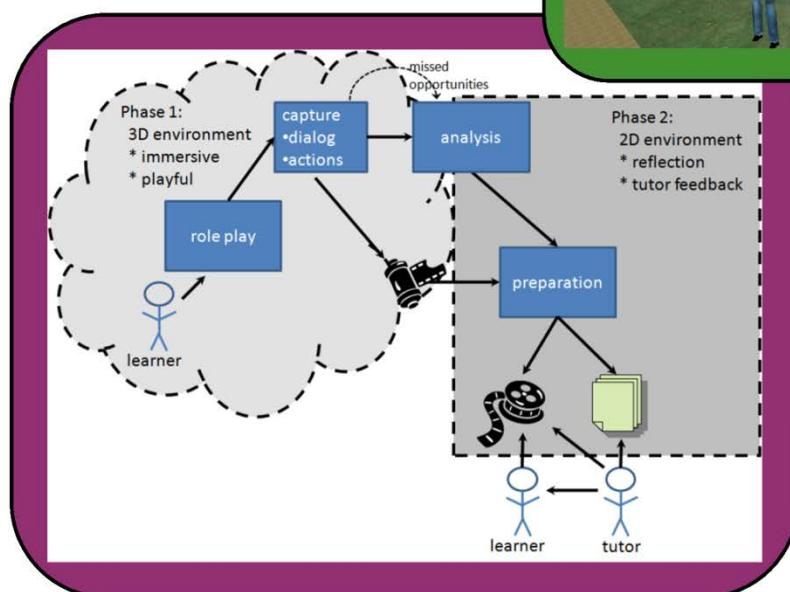 missed
opportunities
Phase 1:
3D environment
* immersive
* playful
capture
•dialog
•actions
analysis
Phase 2:
2D environment
* reflection
* tutor feedback
role play
preparation
learner
learner
tutor